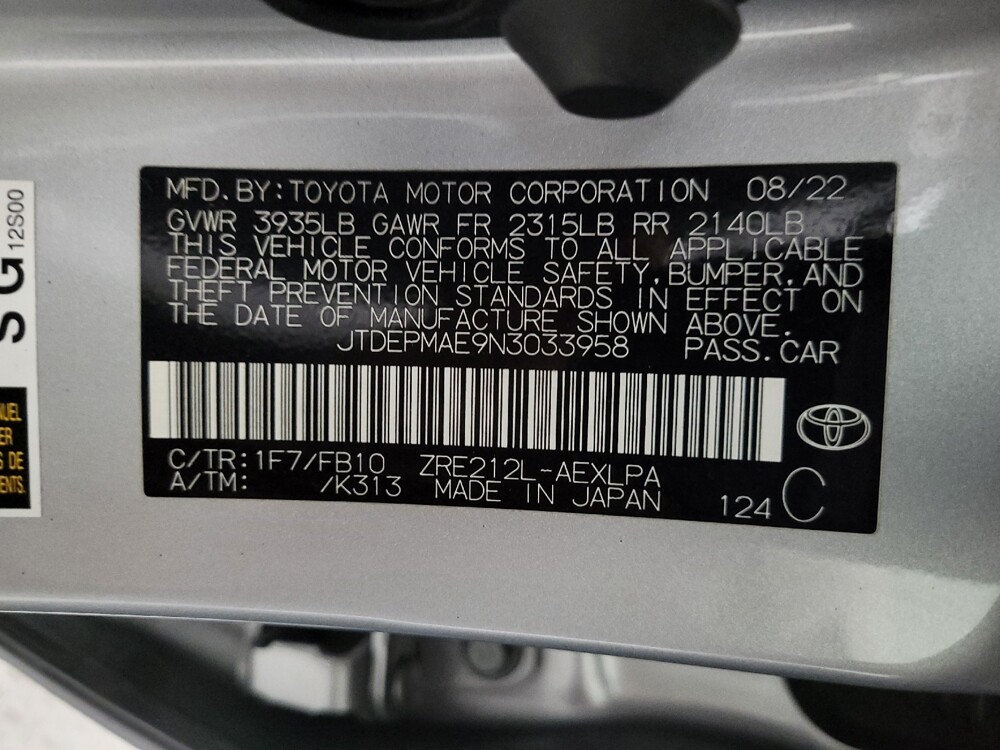 MFD.BY:TOYOTA MOTOR CORPORATION 08/22
GVWR 3935LB GAWR FR 2315LB RR 2140LB
THIS VEHICLE CONFORMS TO ALL APPLICABLE
FEDERAL MOTOR VEHICLE SAFETY,BUMPER,AND
THEFT PREVENTION STANDARDS IN EFFECT ON
THE DATE OF MANUFACTURE SHOWN ABOVE.
JTDEPMAE9N3033958 PASS.CAR
C/TR:1F7/FB10 ZRE212L-AEXLPA
A/TM: /K313 MADE IN JAPAN 124 C
S G12S00
DE